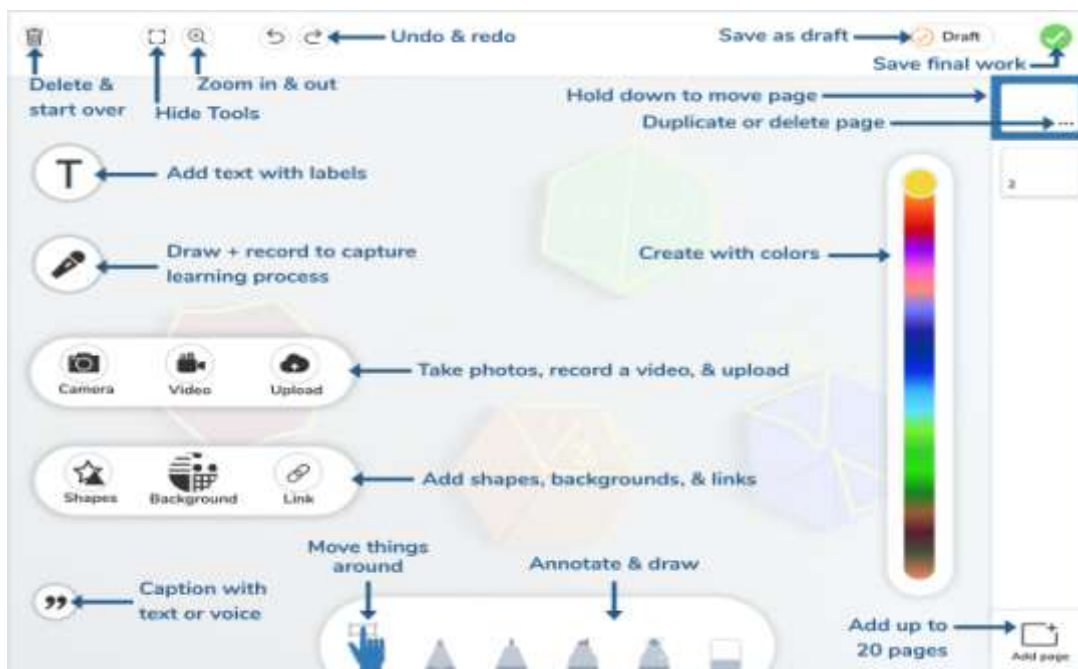 Undo & redo
Save as draft
Draft
Save final work
Delete &
start over
Zoom in & out
Hide Tools
Hold down to move page
Duplicate or delete page
T
Add text with labels
2
Draw + record to capture
learning process
Create with colors
Camera
Video
Upload
Take photos, record a video, & upload
Shapes
Background
Link
Add shapes, backgrounds, & links
Move things
around
Annotate & draw
Caption with
text or voice
Add up to
20 pages
Add page